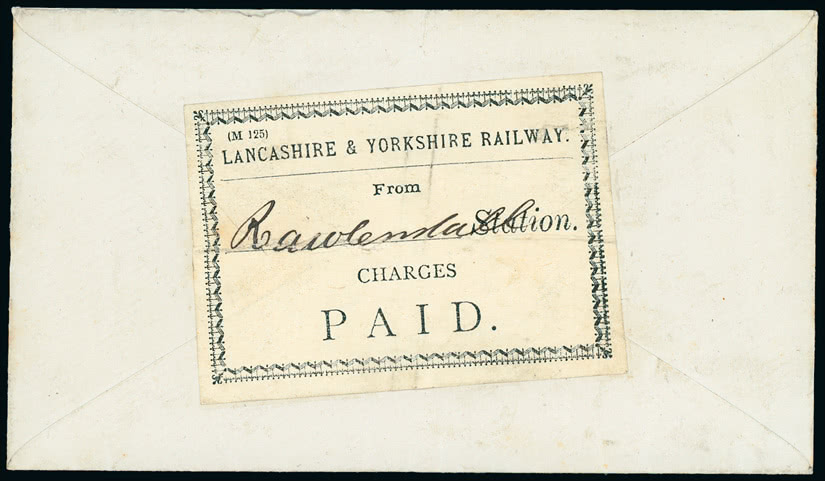 (M 125)
LANCASHIRE & YORKSHIRE RAILWAY.
From
Rawtenstall Station.
CHARGES
PAID.